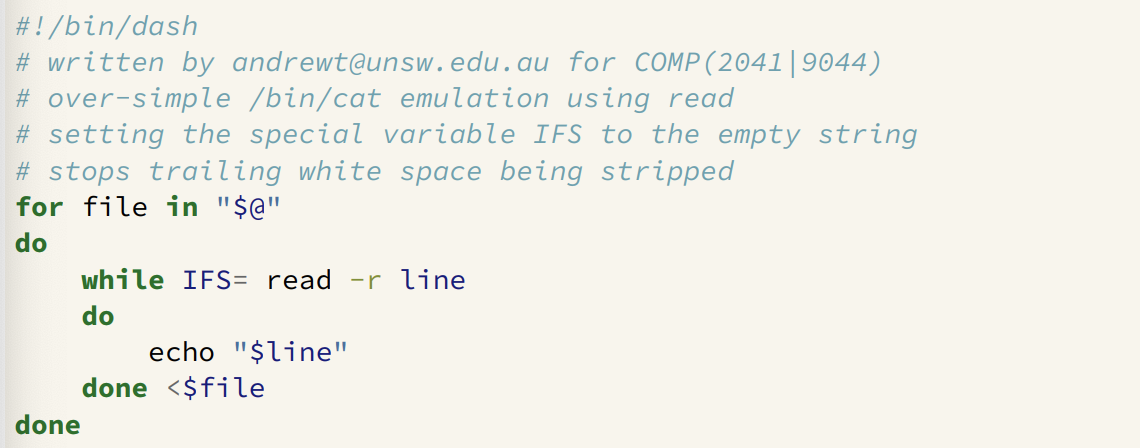 #!/bin/dash
# written by andrewt@unsw.edu.au for COMP(2041|9044)
# over-simple /bin/cat emulation using read
# setting the special variable IFS to the empty string
# stops trailing white space being stripped
for file in "$@"
do
    while IFS= read -r line
    do
        echo "$line"
    done <$file
done